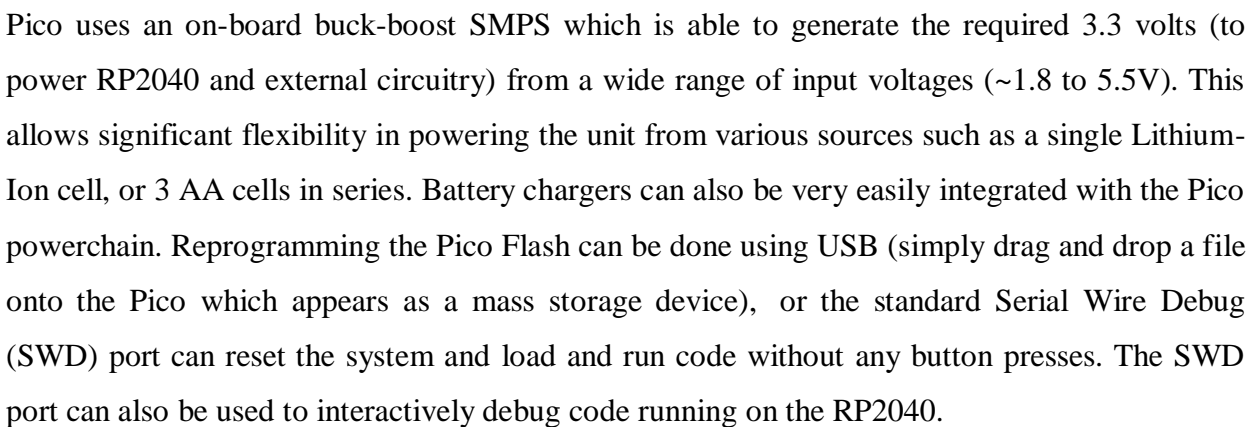 Pico uses an on-board buck-boost SMPS which is able to generate the required 3.3 volts (to
power RP2040 and external circuitry) from a wide range of input voltages (~1.8 to 5.5V). This
allows significant flexibility in powering the unit from various sources such as a single Lithium-
Ion cell, or 3 AA cells in series. Battery chargers can also be very easily integrated with the Pico
powerchain. Reprogramming the Pico Flash can be done using USB (simply drag and drop a file
onto the Pico which appears as a mass storage device), or the standard Serial Wire Debug
(SWD) port can reset the system and load and run code without any button presses. The SWD
port can also be used to interactively debug code running on the RP2040.